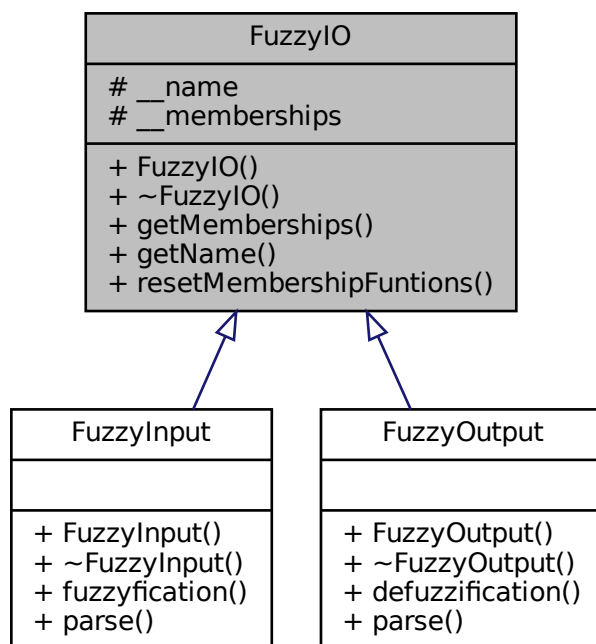 FuzzyIO
# __name
# __memberships
+ FuzzyIO()
+ ~FuzzyIO()
+ getMemberships()
+ getName()
+ resetMembershipFuntions()
FuzzyInput
+ FuzzyInput()
+ ~FuzzyInput()
+ fuzzyfication()
+ parse()
FuzzyOutput
+ FuzzyOutput()
+ ~FuzzyOutput()
+ defuzzification()
+ parse()